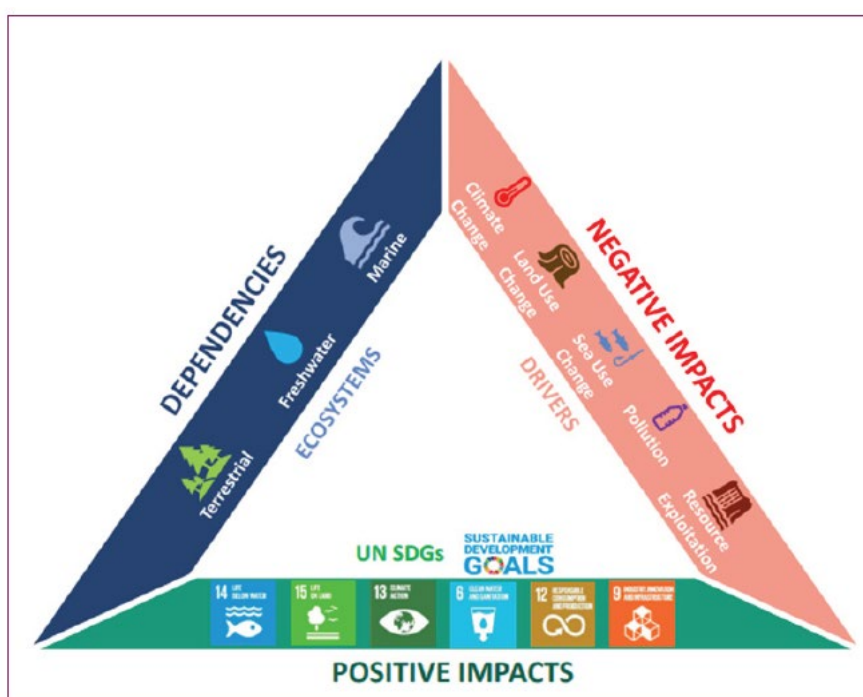 DEPENDENCIES
Marine
Freshwater
Terrestrial
ECOSYSTEMS
NEGATIVE IMPACTS
Climate
Change
Land Use
Change
Sea Use
Change
Pollution
Resource
Exploitation
DRIVERS
UN SDGs
SUSTAINABLE
DEVELOPMENT
GOALS
14 LIFE
BELOW WATER
15 LIFE
ON LAND
13 CLIMATE
ACTION
6 CLEAN WATER
AND SANITATION
12 RESPONSIBLE
CONSUMPTION
AND PRODUCTION
9 INDUSTRY, INNOVATION
AND INFRASTRUCTURE
POSITIVE IMPACTS